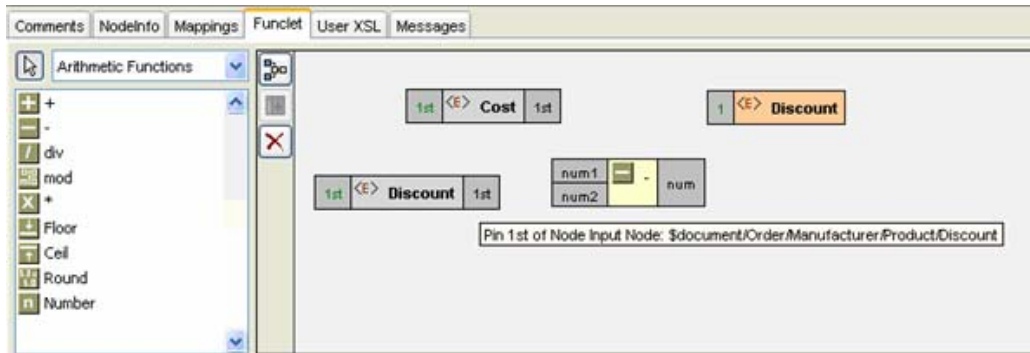 Comments NodeInfo Mappings Funclet User XSL Messages
Arithmetic Functions
+
-
div
mod
*
Floor
Ceil
Round
Number
1st <E> Cost 1st
1 <E> Discount
1st <E> Discount 1st
num1 - num
num2
Pin 1st of Node Input Node: $document/Order/Manufacturer/Product/Discount